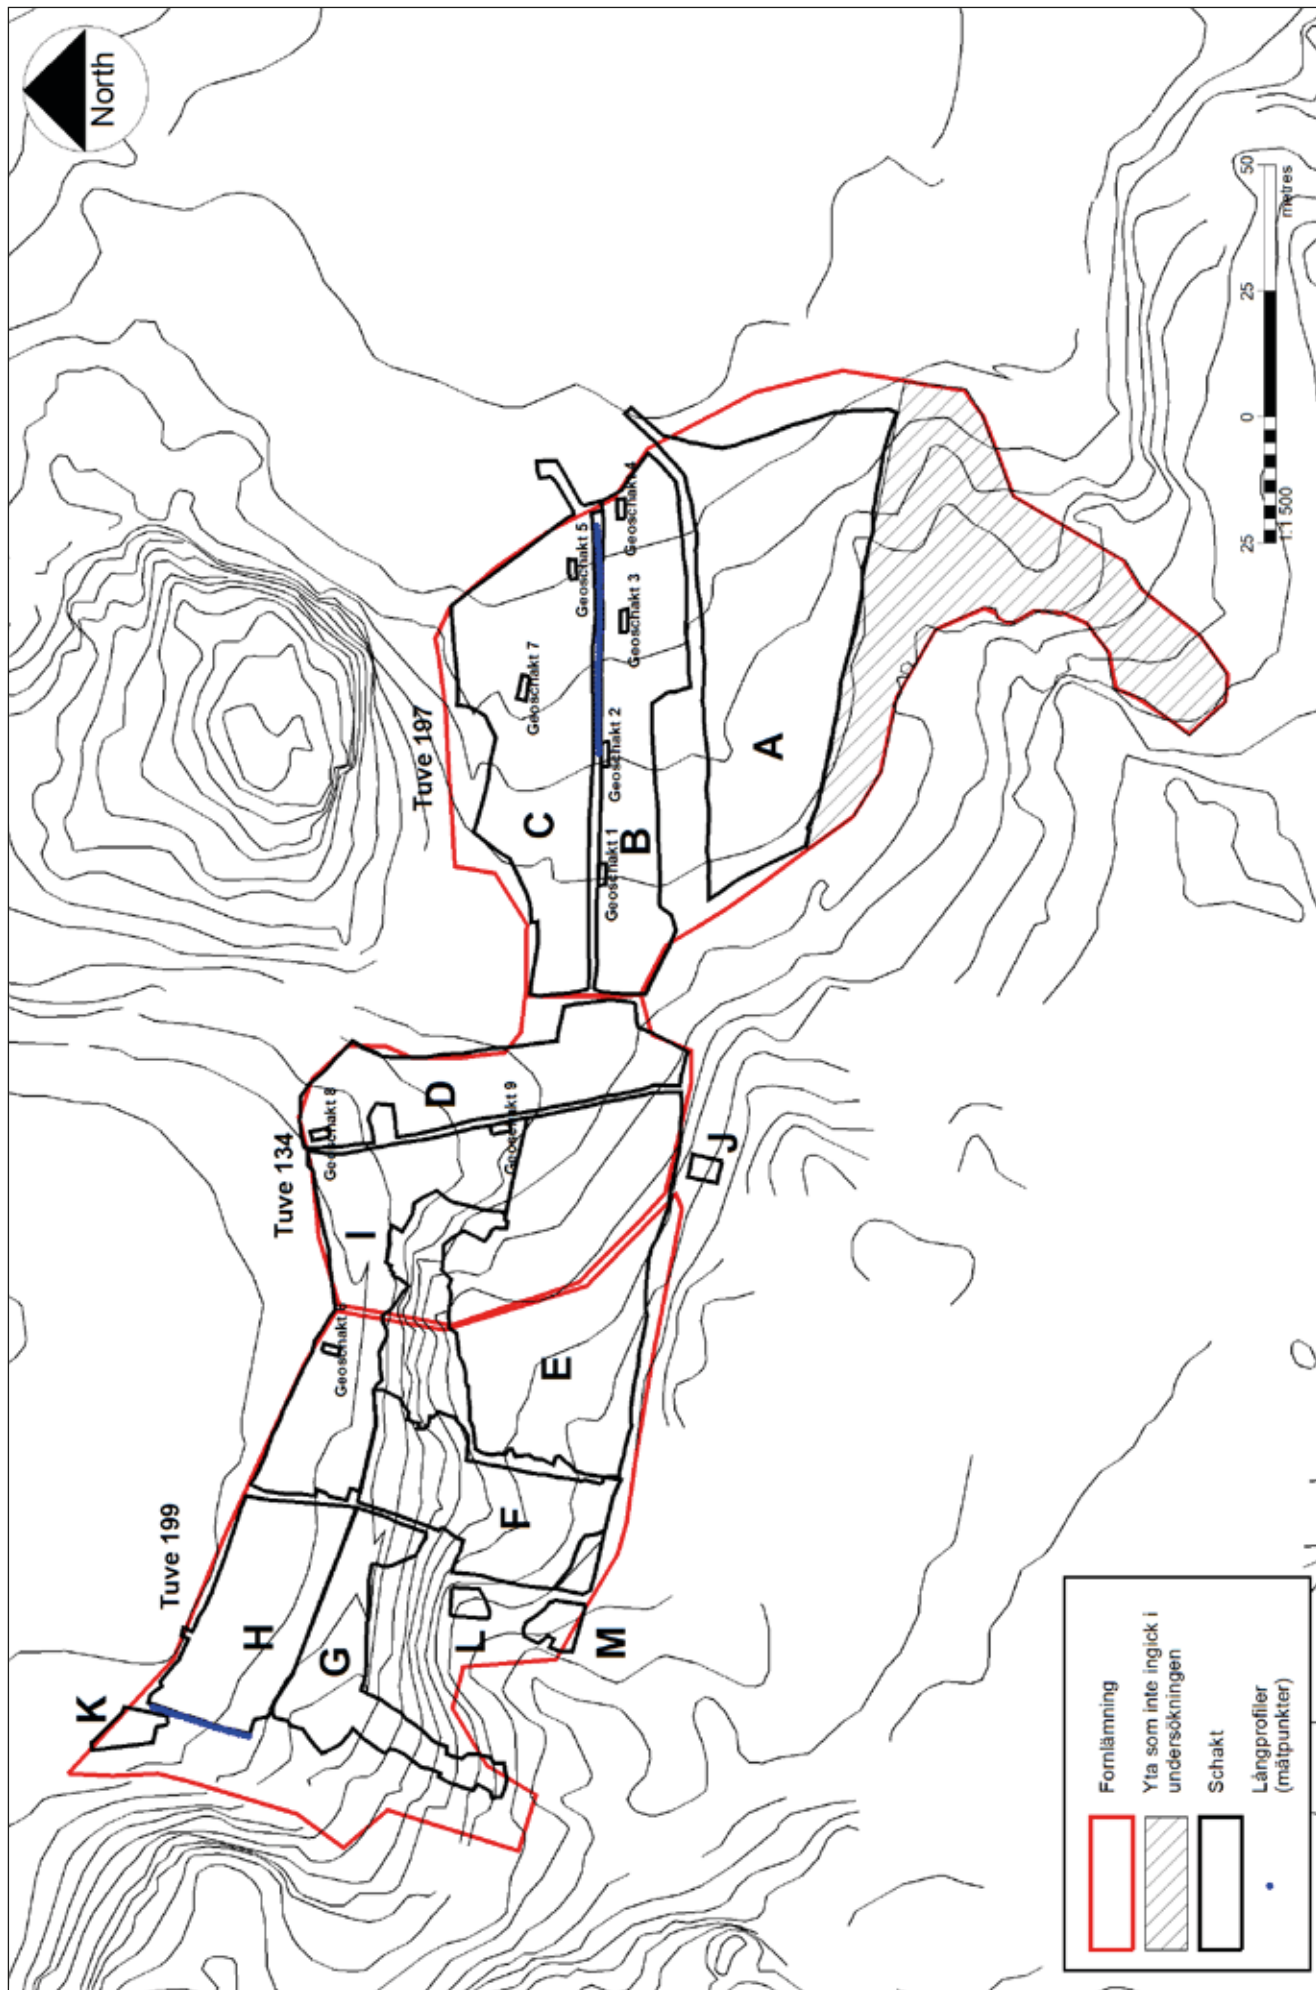 North
K
Tuve 199
H
G
L
M
F
Tuve 134
I
Geoschakt
Geoschakt 8
D
Geoschakt 9
E
J
Tuve 197
C
Geoschakt 7
Geoschakt 5
Geoschakt 4
Geoschakt 3
Geoschakt 2
Geoschakt 1
B
A
Fornlämning
Yta som inte ingick i
undersökningen
Schakt
Långprofiler
(mätpunkter)
25 0 25 50
1:1 500 metres